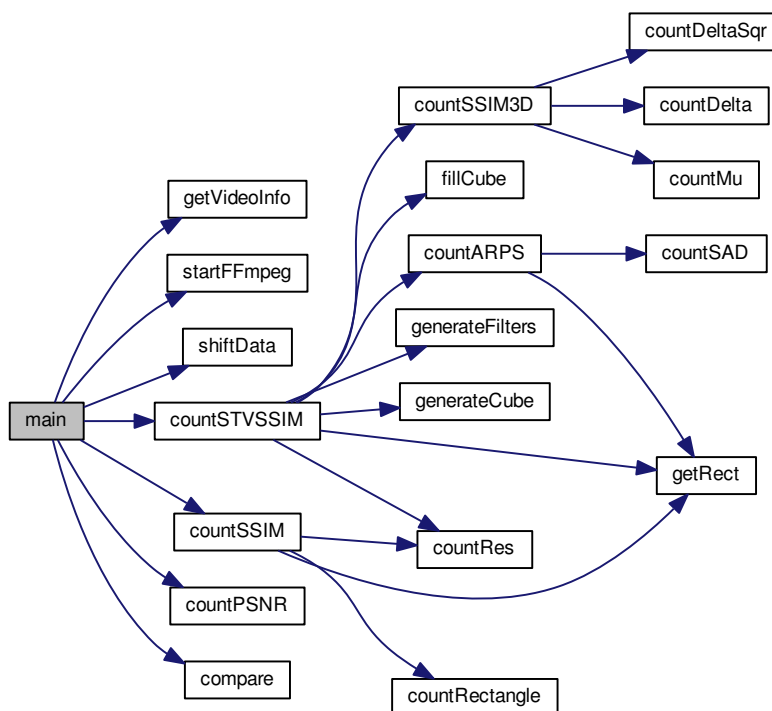 countDeltaSqr
countSSIM3D
countDelta
fillCube
countMu
getVideoInfo
countARPS
countSAD
startFFmpeg
generateFilters
shiftData
generateCube
main
countSTVSSIM
getRect
countSSIM
countRes
countPSNR
compare
countRectangle